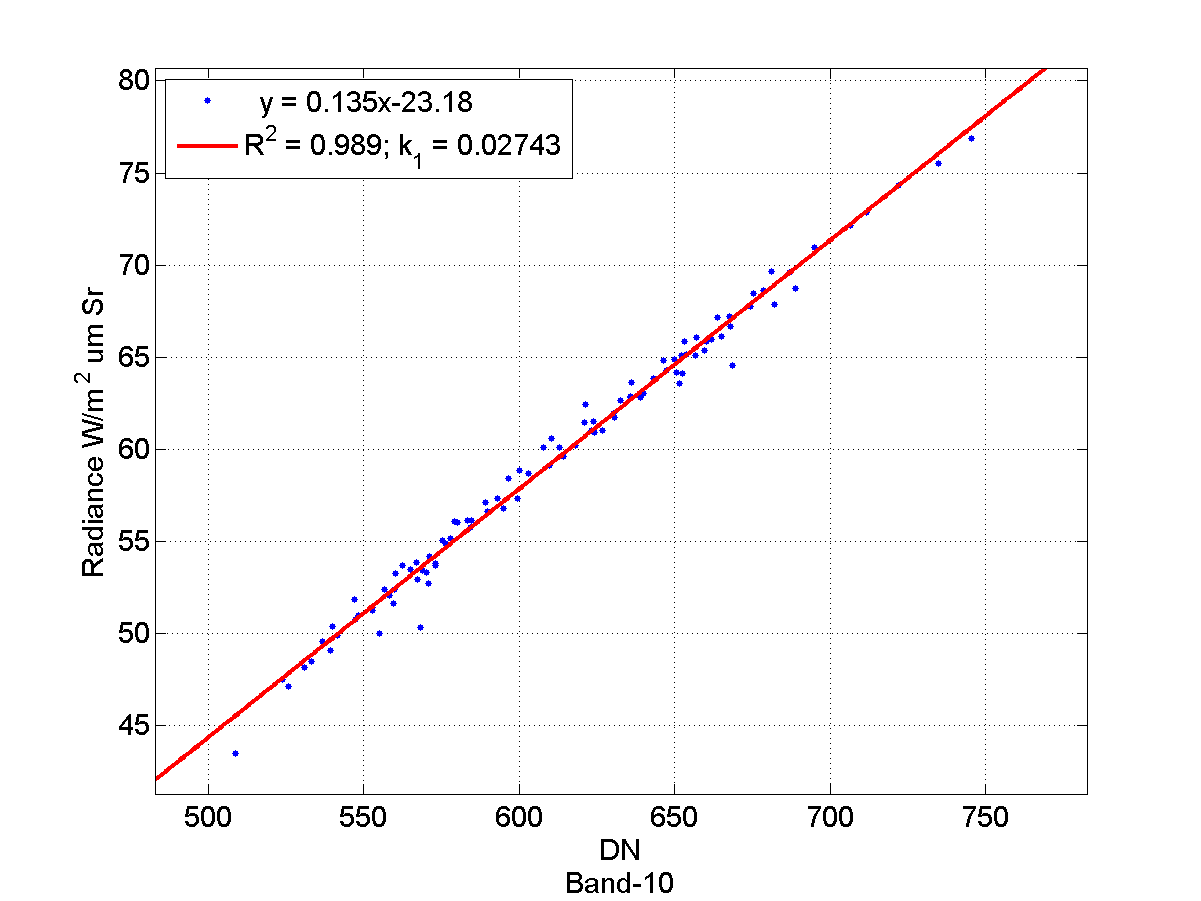 80
75
70
65
60
55
50
45
Radiance W/m² um Sr
y = 0.135x-23.18
R² = 0.989; k₁ = 0.02743
500 550 600 650 700 750
DN
Band-10